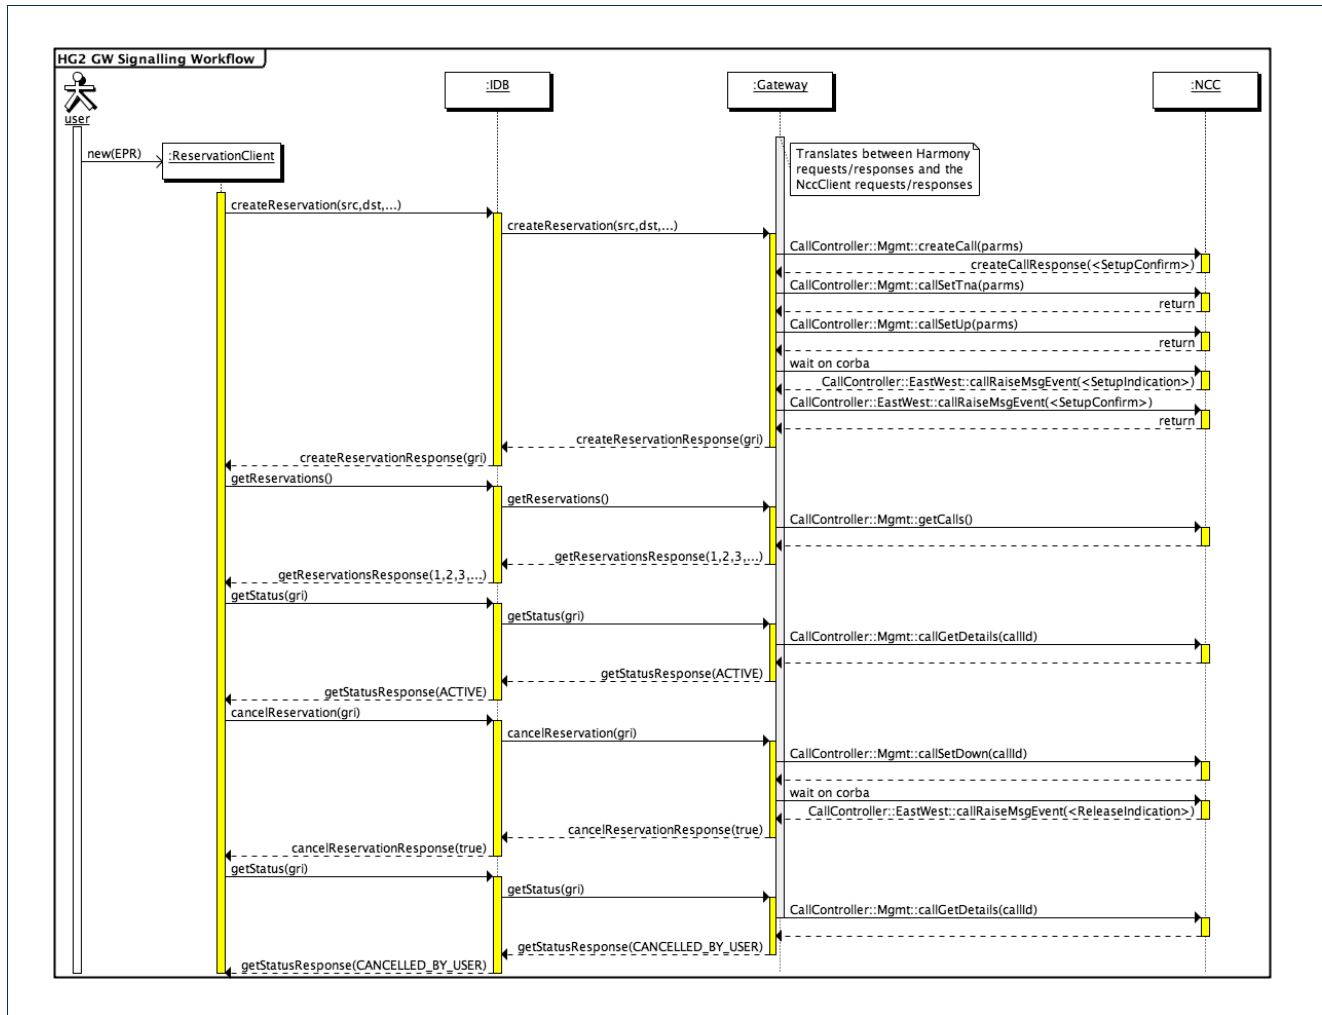 HG2 GW Signalling Workflow
user
:IDB
:Gateway
:NCC
new(EPR)
:ReservationClient
Translates between Harmony
requests/responses and the
NccClient requests/responses
createReservation(src,dst,...)
createReservation(src,dst,...)
CallController::Mgmt::createCall(parms)
createCallResponse(<SetupConfirm>)
CallController::Mgmt::callSetTna(parms)
return
CallController::Mgmt::callSetUp(parms)
return
wait on corba
CallController::EastWest::callRaiseMsgEvent(<SetupIndication>)
CallController::EastWest::callRaiseMsgEvent(<SetupConfirm>)
return
createReservationResponse(gri)
createReservationResponse(gri)
getReservations()
getReservations()
CallController::Mgmt::getCalls()
getReservationsResponse(1,2,3,...)
getReservationsResponse(1,2,3,...)
getStatus(gri)
getStatus(gri)
CallController::Mgmt::callGetDetails(callId)
getStatusResponse(ACTIVE)
getStatusResponse(ACTIVE)
cancelReservation(gri)
cancelReservation(gri)
CallController::Mgmt::callSetDown(callId)
wait on corba
CallController::EastWest::callRaiseMsgEvent(<ReleaseIndication>)
cancelReservationResponse(true)
cancelReservationResponse(true)
getStatus(gri)
getStatus(gri)
CallController::Mgmt::callGetDetails(callId)
getStatusResponse(CANCELLED_BY_USER)
getStatusResponse(CANCELLED_BY_USER)